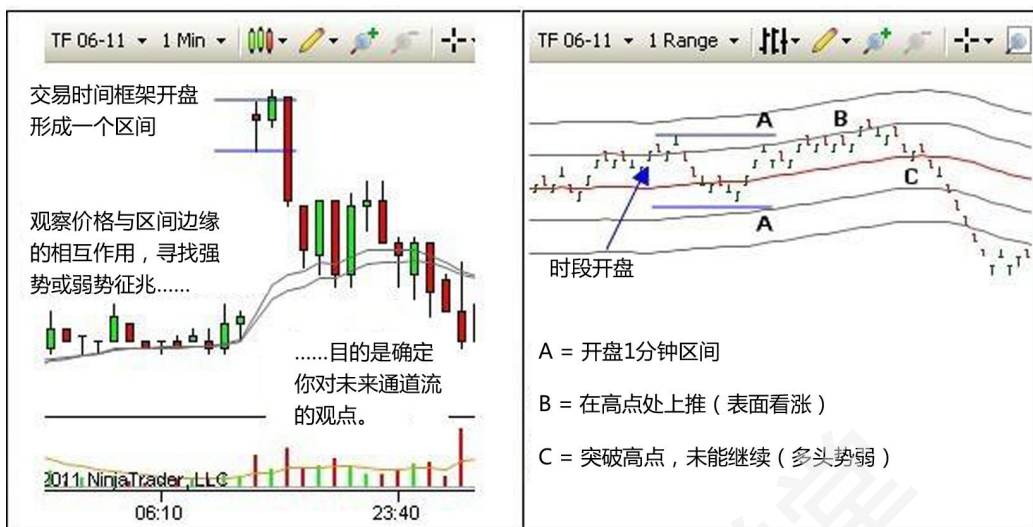 TF 06-11 1 Min
交易时间框架开盘
形成一个区间
观察价格与区间边缘
的相互作用，寻找强
势或弱势征兆……
……目的是确定
你对未来通道流
的观点。
2011 NinjaTrader, LLC
06:10 23:40
TF 06-11 1 Range
A B
C
A
时段开盘
A = 开盘1分钟区间
B = 在高点处上推（表面看涨）
C = 突破高点，未能继续（多头势弱）